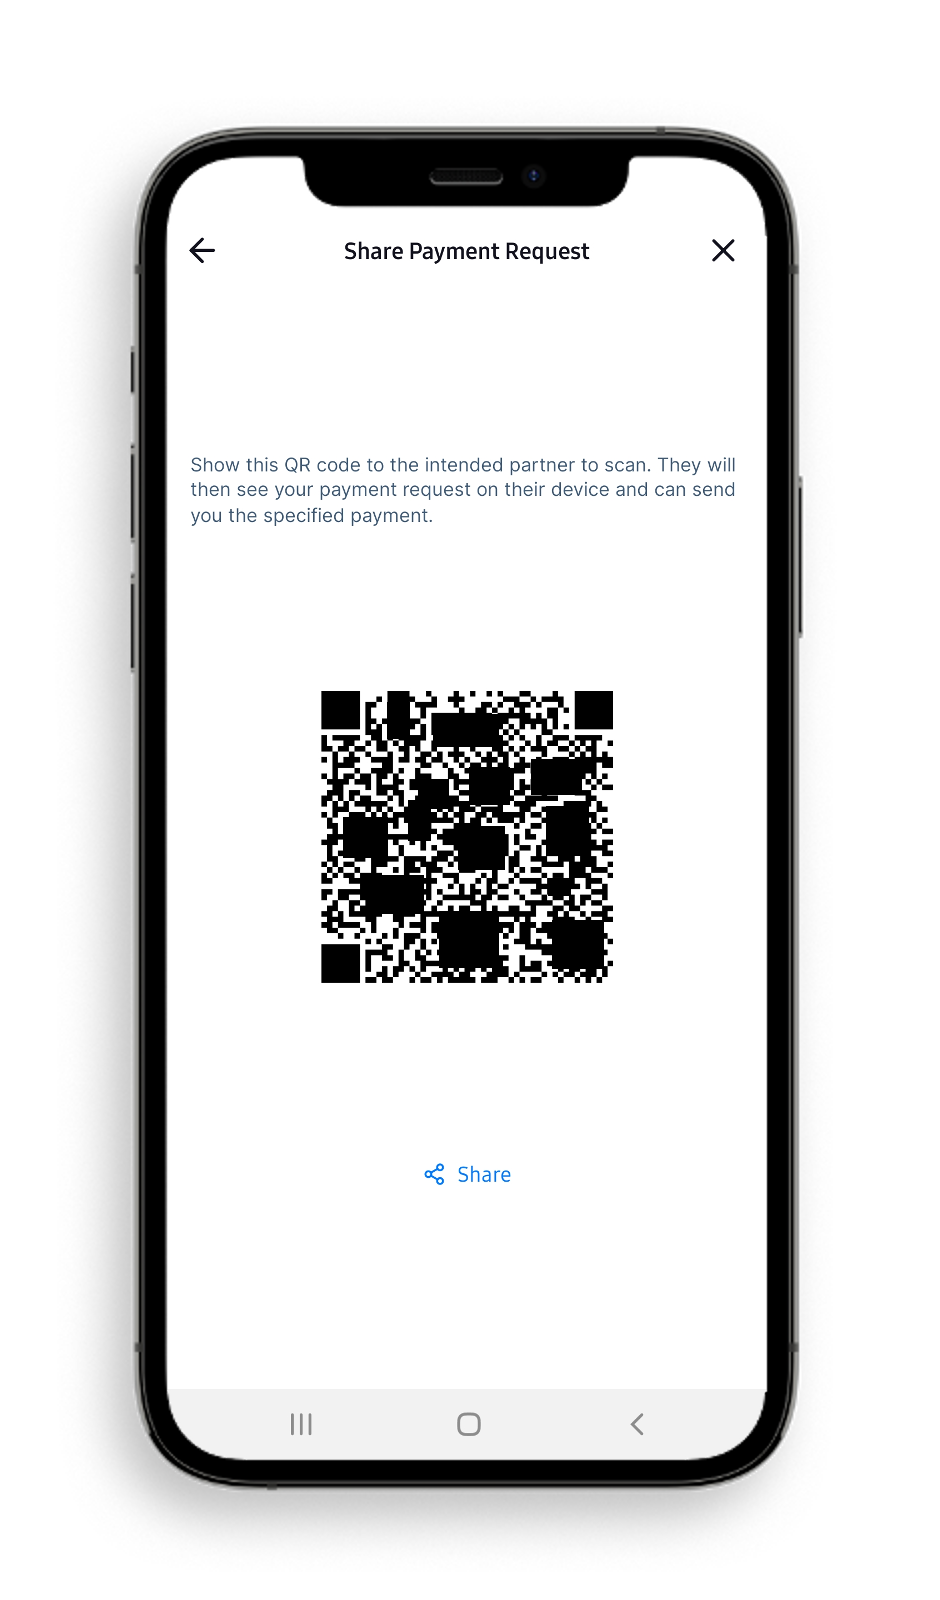 Share Payment Request
Show this QR code to the intended partner to scan. They will
then see your payment request on their device and can send
you the specified payment.
Share